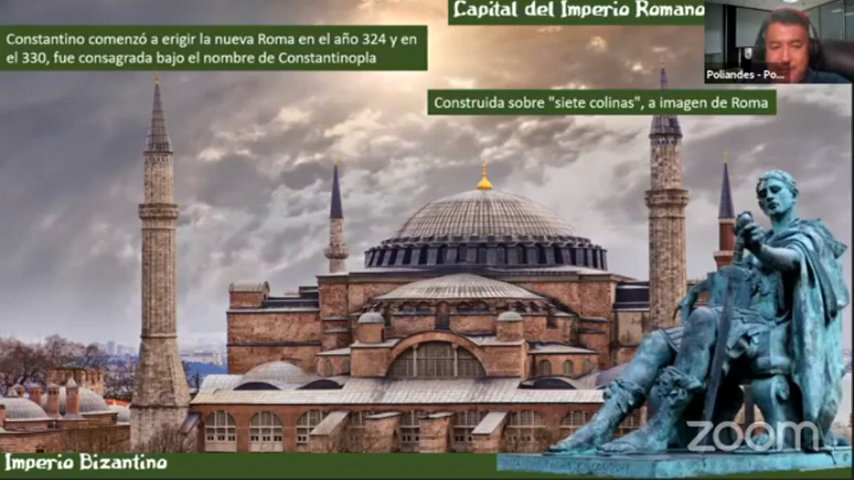 Capital del Imperio Romano
Constantino comenzó a erigir la nueva Roma en el año 324 y en
el 330, fue consagrada bajo el nombre de Constantinopla
Poliandes - Po...
Construida sobre "siete colinas", a imagen de Roma
zoom
Imperio Bizantino